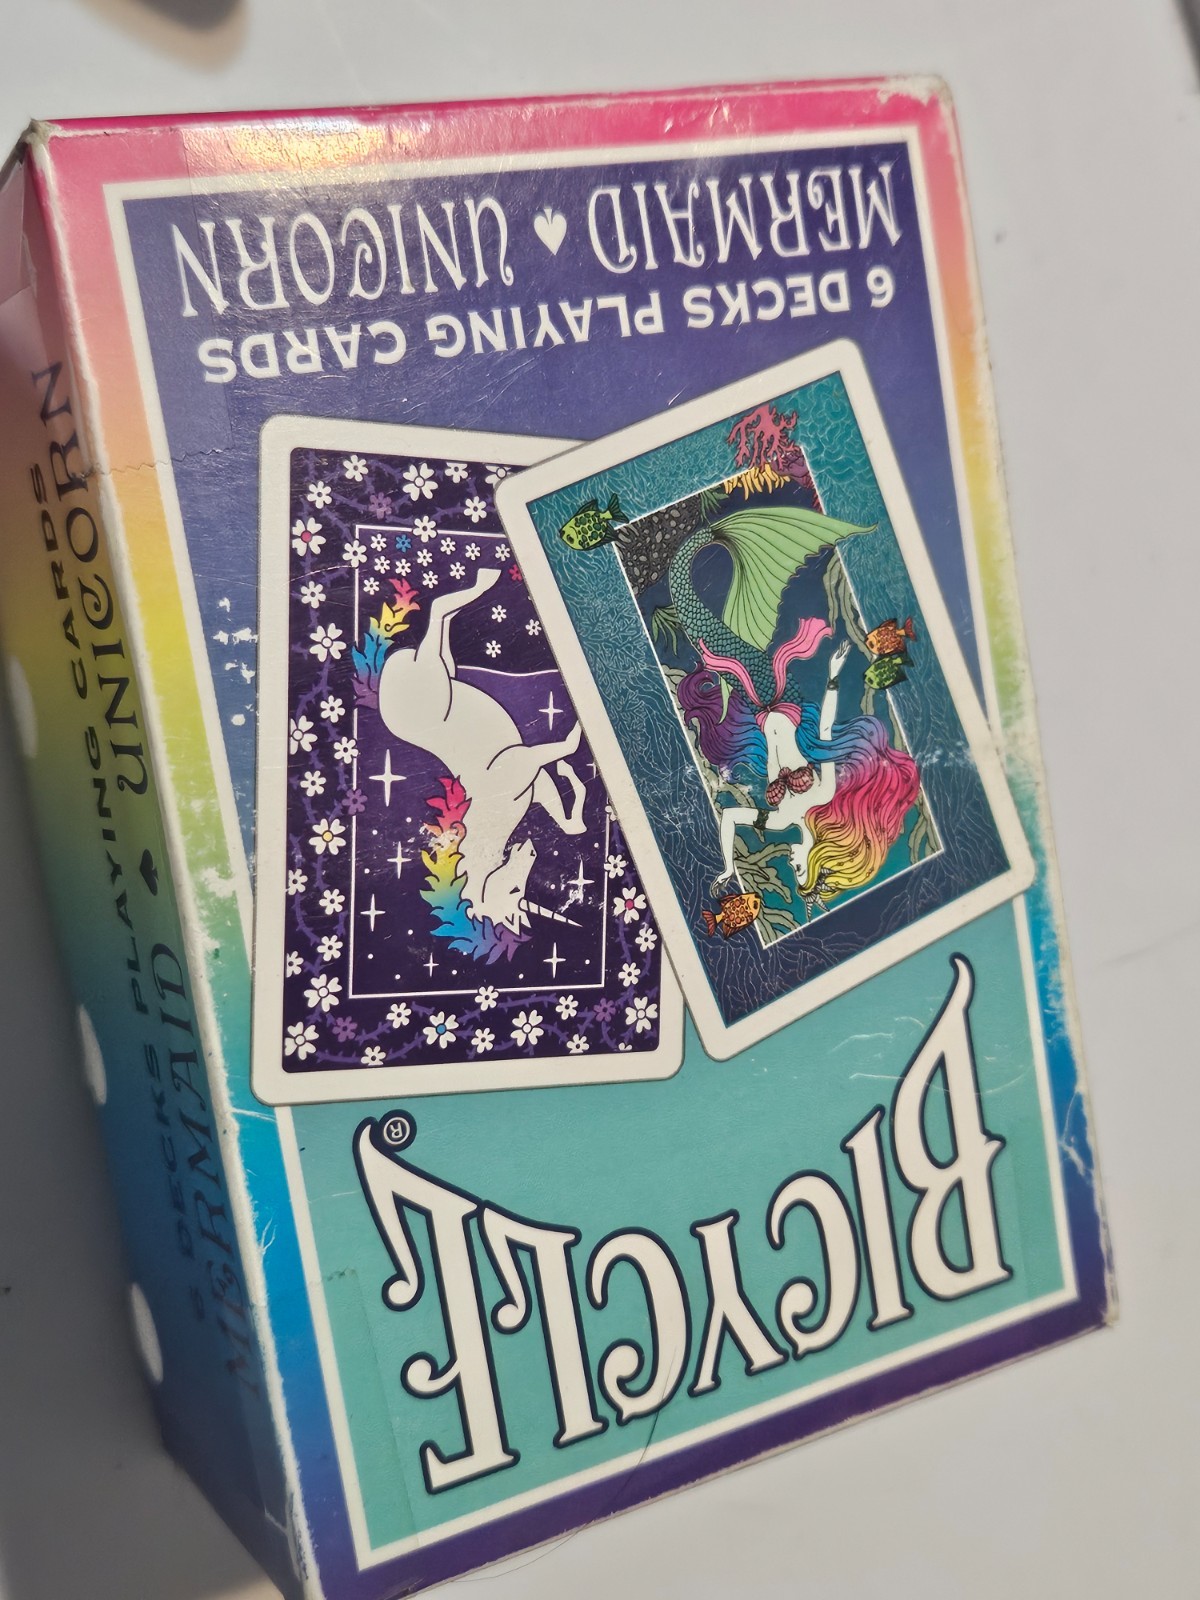 BICYCLE®
6 DECKS PLAYING CARDS
MERMAID ♠ UNICORN
6 DECKS PLAYING CARDS
MERMAID ♠ UNICORN